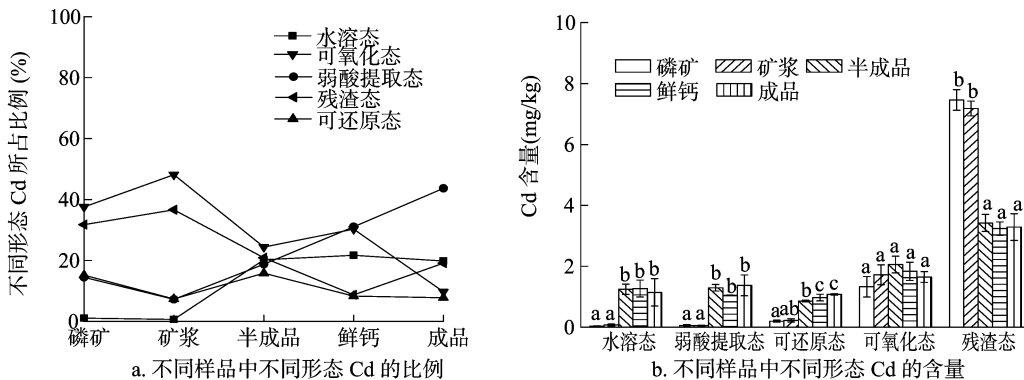 不同形态 Cd 所占比例 (%)
100
80
60
40
20
0
水溶态
可氧化态
弱酸提取态
残渣态
可还原态
磷矿 矿浆 半成品 鲜钙 成品
a. 不同样品中不同形态 Cd 的比例
Cd 含量(mg/kg)
10
8
6
4
2
0
磷矿 矿浆 半成品
鲜钙 成品
a a b b b
a a b b b
a ab b c c
a a a a a
b b a a a
水溶态 弱酸提取态 可还原态 可氧化态 残渣态
b. 不同样品中不同形态 Cd 的含量